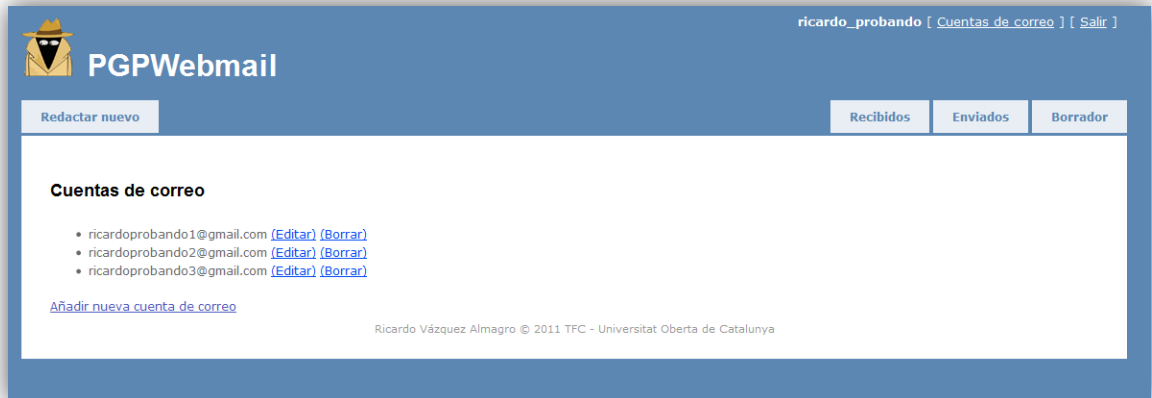 ricardo_probando [ Cuentas de correo ] [ Salir ]
PGPWebmail
Redactar nuevo Recibidos Enviados Borrador
Cuentas de correo
• ricardoprobando1@gmail.com (Editar) (Borrar)
• ricardoprobando2@gmail.com (Editar) (Borrar)
• ricardoprobando3@gmail.com (Editar) (Borrar)
Añadir nueva cuenta de correo
Ricardo Vázquez Almagro © 2011 TFC - Universitat Oberta de Catalunya